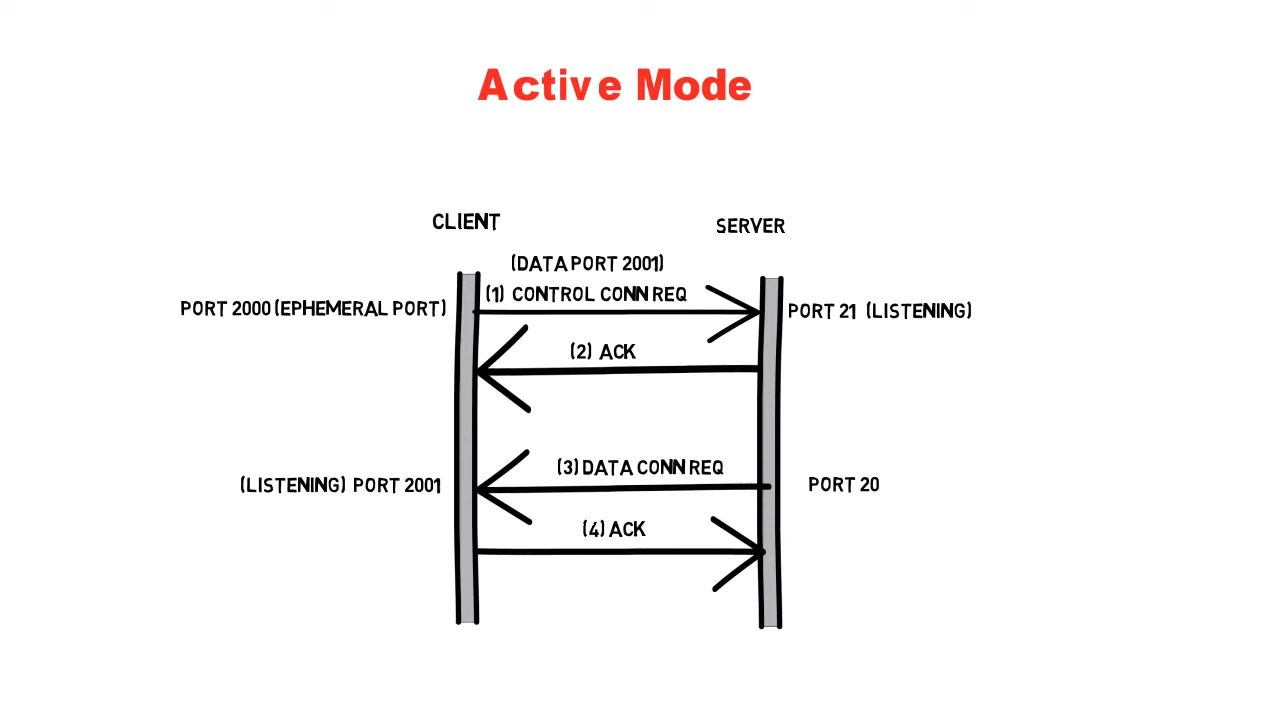 Active Mode
CLIENT
SERVER
(DATA PORT 2001)
(1) CONTROL CONN REQ
PORT 2000 (EPHEMERAL PORT)
PORT 21 (LISTENING)
(2) ACK
(3) DATA CONN REQ
(LISTENING) PORT 2001
PORT 20
(4) ACK